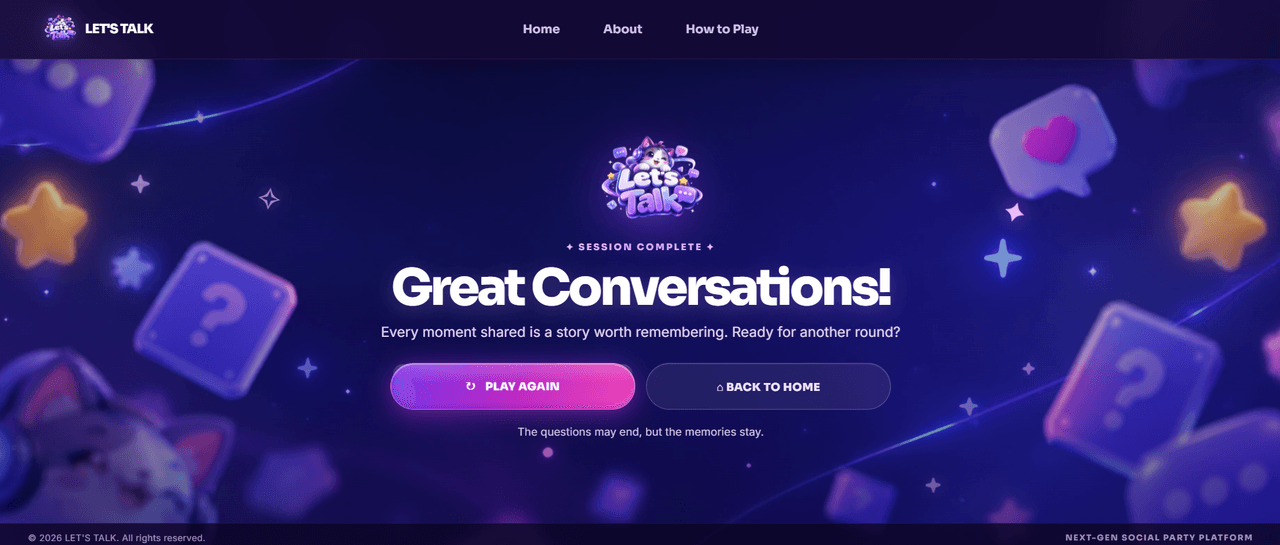 Let's Talk
LET'S TALK
Home
About
How to Play
Let's
Talk
✦ SESSION COMPLETE ✦
Great Conversations!
Every moment shared is a story worth remembering. Ready for another round?
↻ PLAY AGAIN
⌂ BACK TO HOME
The questions may end, but the memories stay.
? 
?
© 2026 LET'S TALK. All rights reserved.
NEXT-GEN SOCIAL PARTY PLATFORM